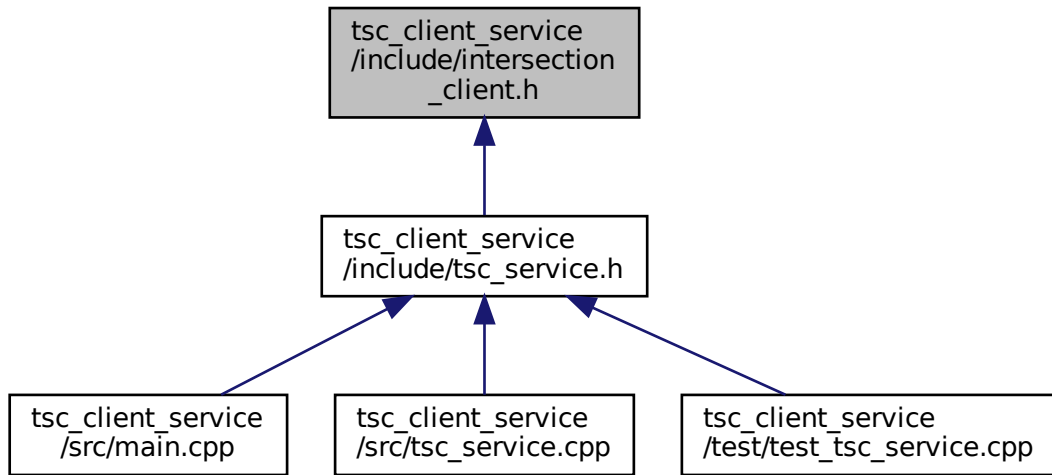 tsc_client_service
/include/intersection
_client.h
tsc_client_service
/include/tsc_service.h
tsc_client_service
/src/main.cpp
tsc_client_service
/src/tsc_service.cpp
tsc_client_service
/test/test_tsc_service.cpp